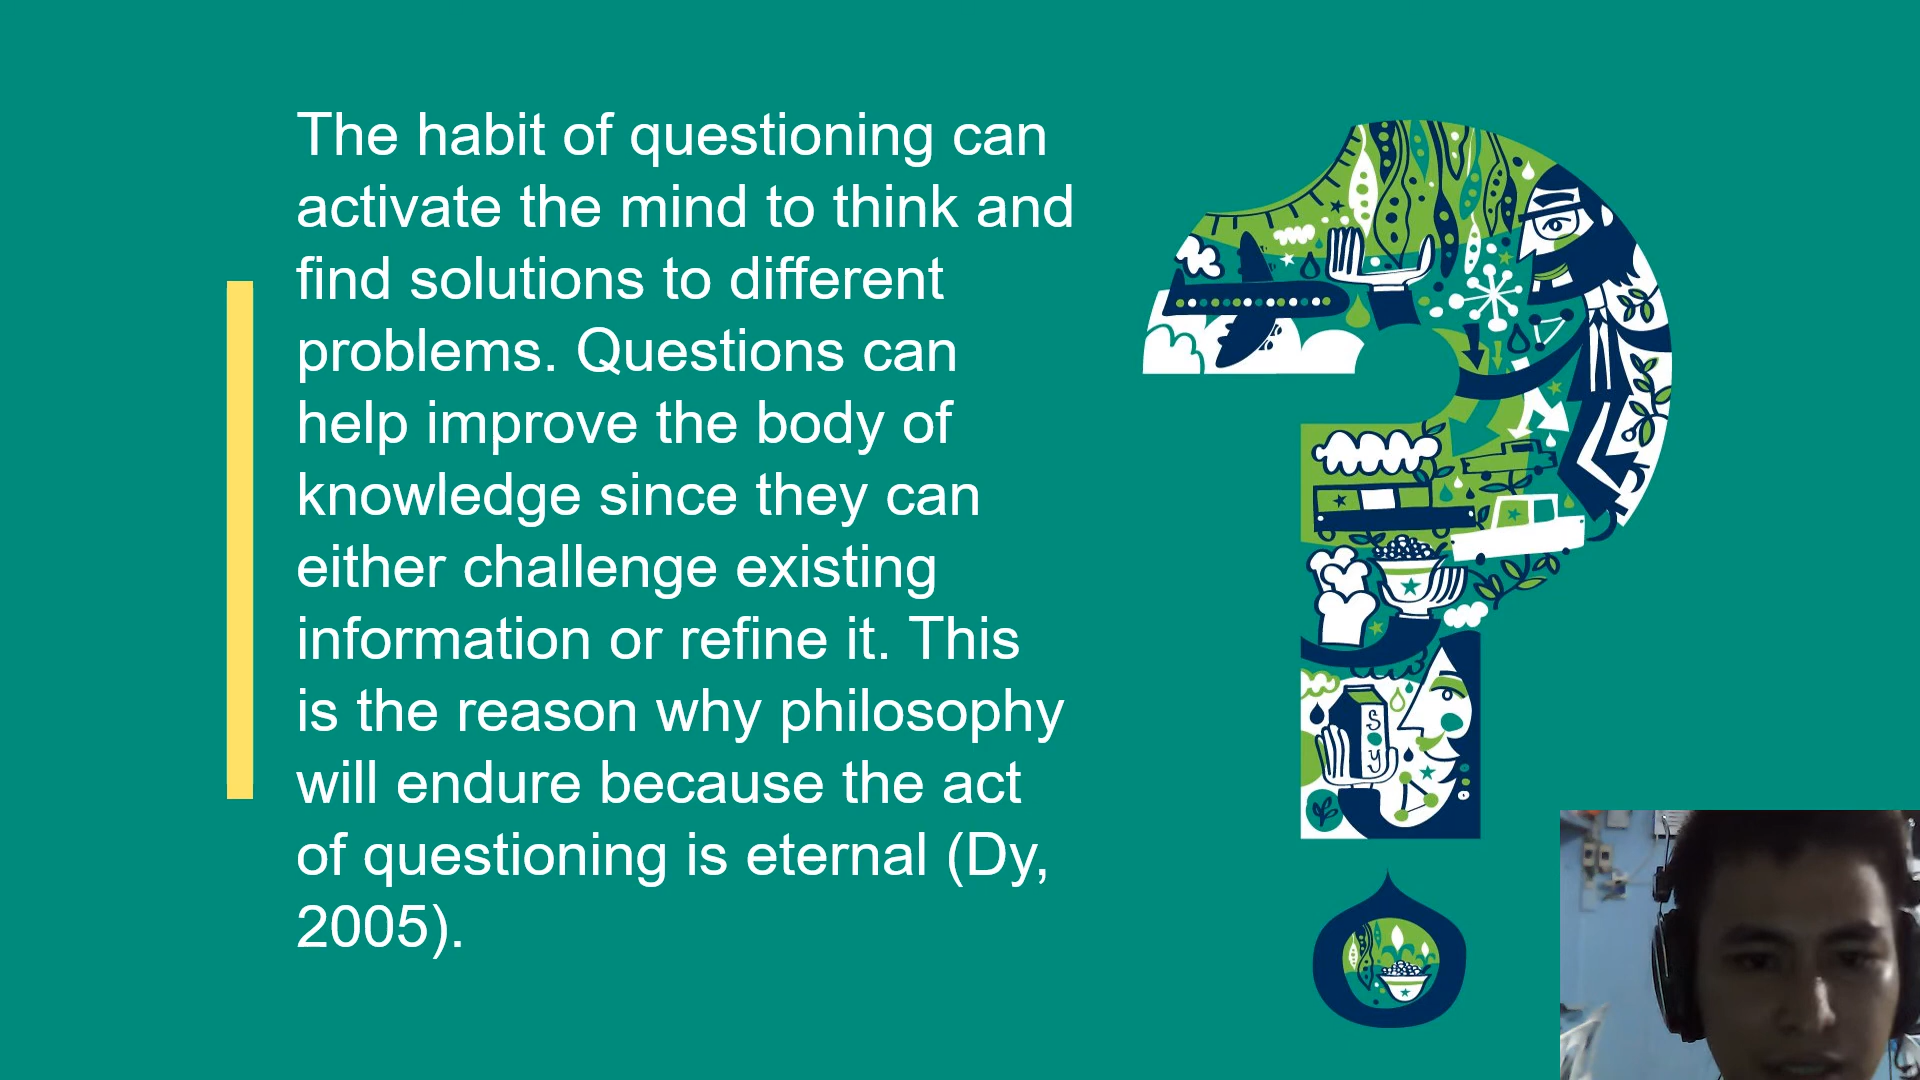 The habit of questioning can
activate the mind to think and
find solutions to different
problems. Questions can
help improve the body of
knowledge since they can
either challenge existing
information or refine it. This
is the reason why philosophy
will endure because the act
of questioning is eternal (Dy,
2005).
SOY